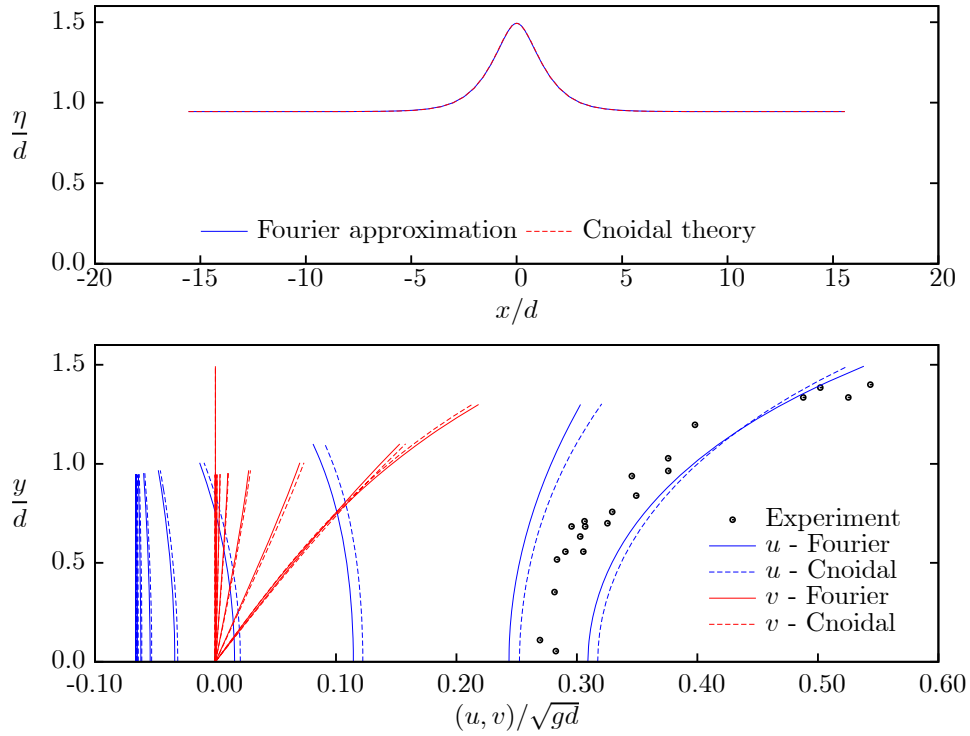 1.5
1.0
0.5
0.0
η/d
Fourier approximation
Cnoidal theory
-20 -15 -10 -5 0 5 10 15 20
x/d
1.5
1.0
0.5
0.0
y/d
Experiment
u - Fourier
u - Cnoidal
v - Fourier
v - Cnoidal
-0.10 0.00 0.10 0.20 0.30 0.40 0.50 0.60
(u, v)/√gd